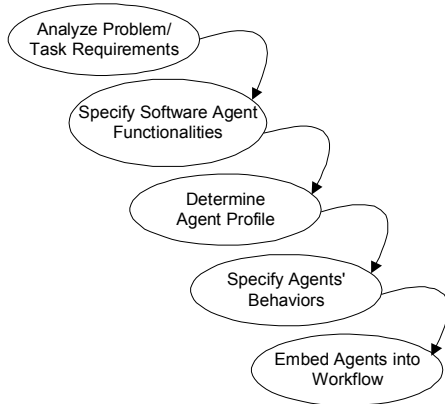 Analyze Problem/
Task Requirements
Specify Software Agent
Functionalities
Determine
Agent Profile
Specify Agents'
Behaviors
Embed Agents into
Workflow